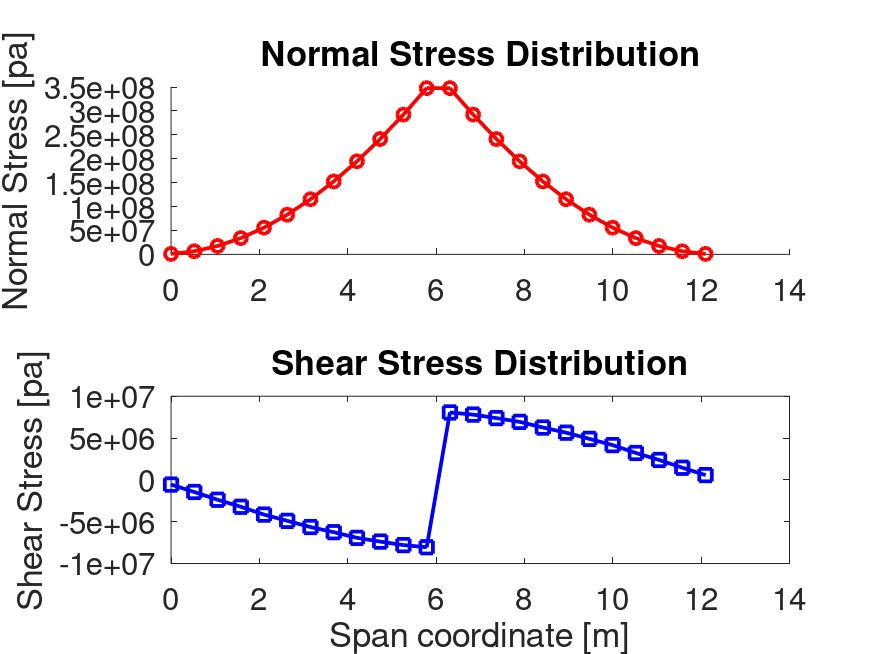 Normal Stress Distribution
Normal Stress [pa]
3.5e+08
3e+08
2.5e+08
2e+08
1.5e+08
1e+08
5e+07
0
0 2 4 6 8 10 12 14
Shear Stress Distribution
Shear Stress [pa]
1e+07
5e+06
0
-5e+06
-1e+07
0 2 4 6 8 10 12 14
Span coordinate [m]